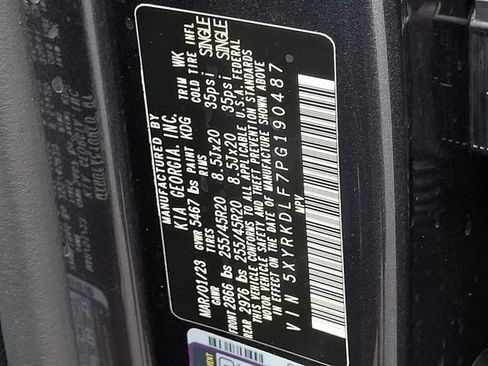 MANUFACTURED BY
KIA GEORGIA, INC.
MAR/01/23 GVWR 5467 lbs PAINT KDG TRIM WK
GAWR TIRES RIMS COLD TIRE INFL
FRONT 2866 lbs 255/45R20 8.5Jx20 35psi SINGLE
REAR 2976 lbs 255/45R20 8.5Jx20 35psi SINGLE
THIS VEHICLE CONFORMS TO ALL APPLICABLE U.S.A. FEDERAL
MOTOR VEHICLE SAFETY STANDARDS
IN EFFECT ON THE DATE OF MANUFACTURE SHOWN ABOVE
VIN 5XYRKDLF7PG190487
MPV